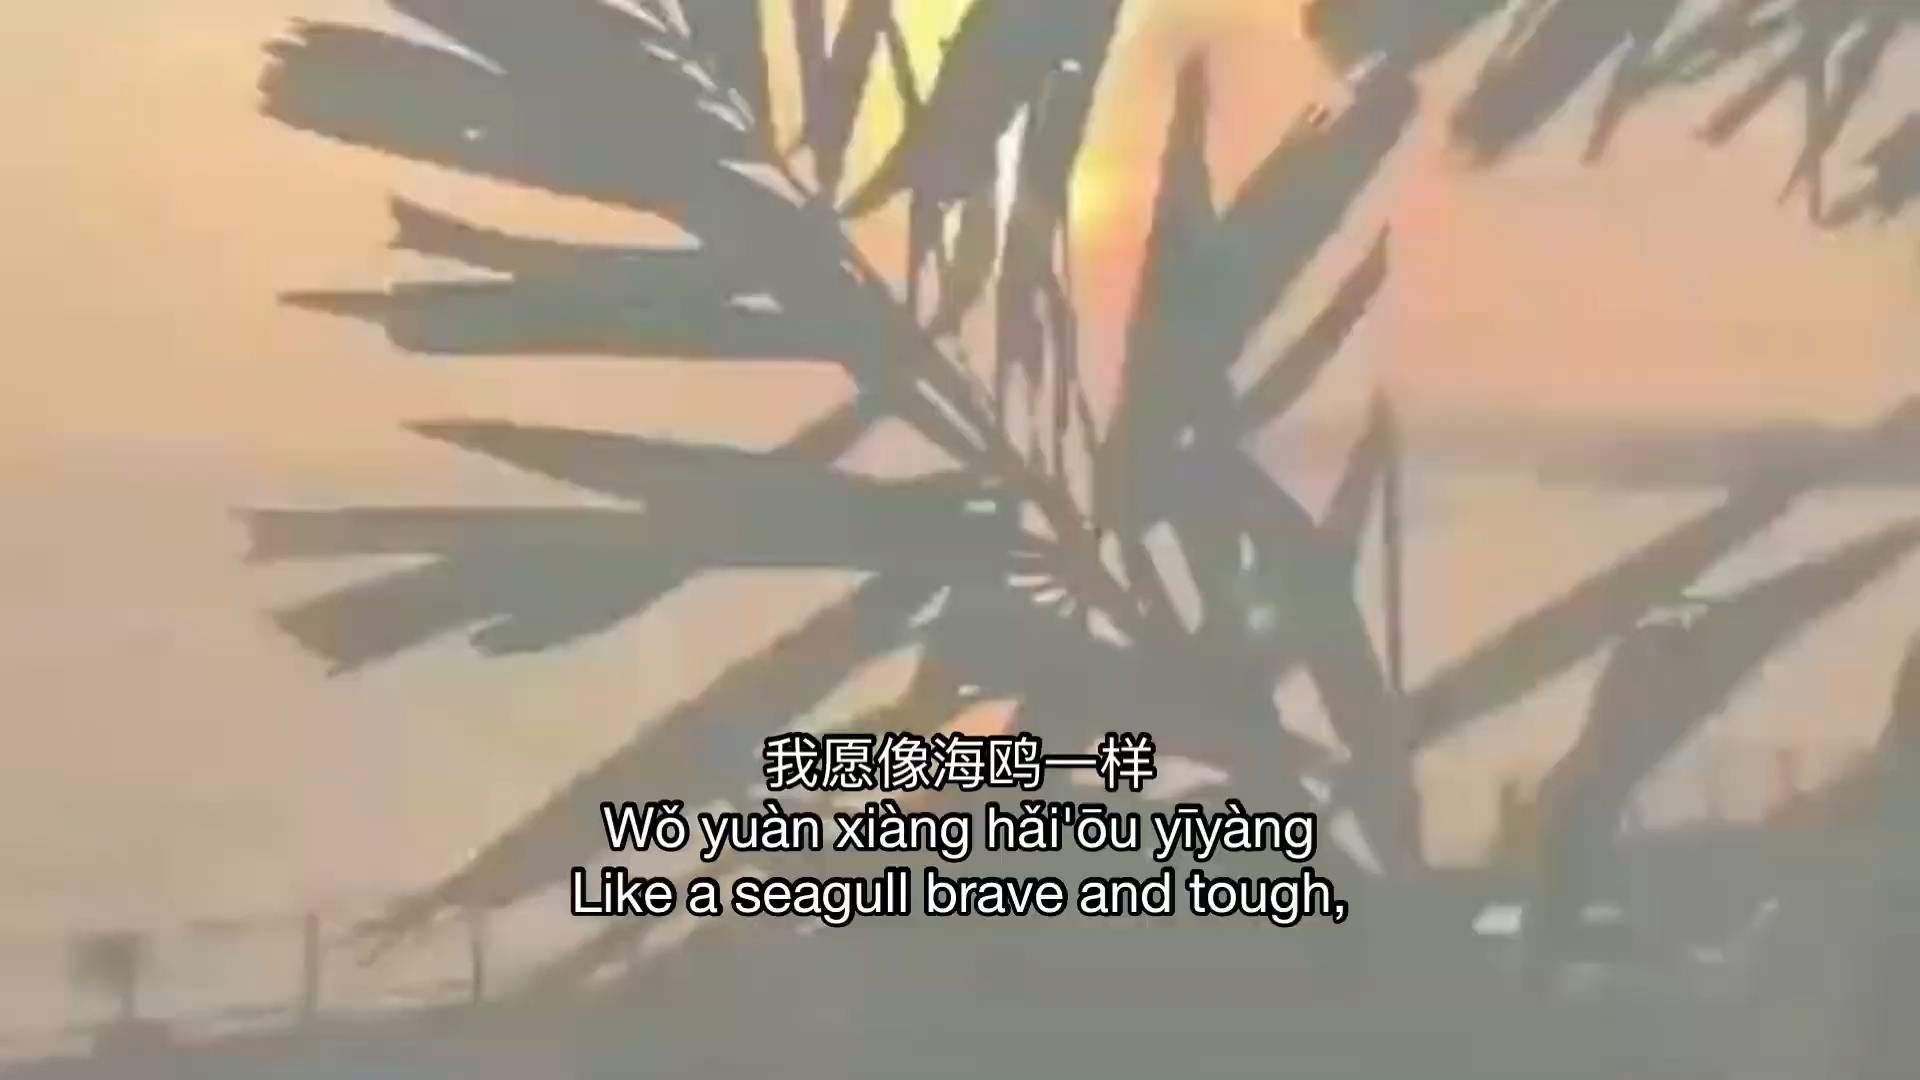 我愿像海鸥一样
Wǒ yuàn xiàng hǎi'ōu yīyàng
Like a seagull brave and tough,